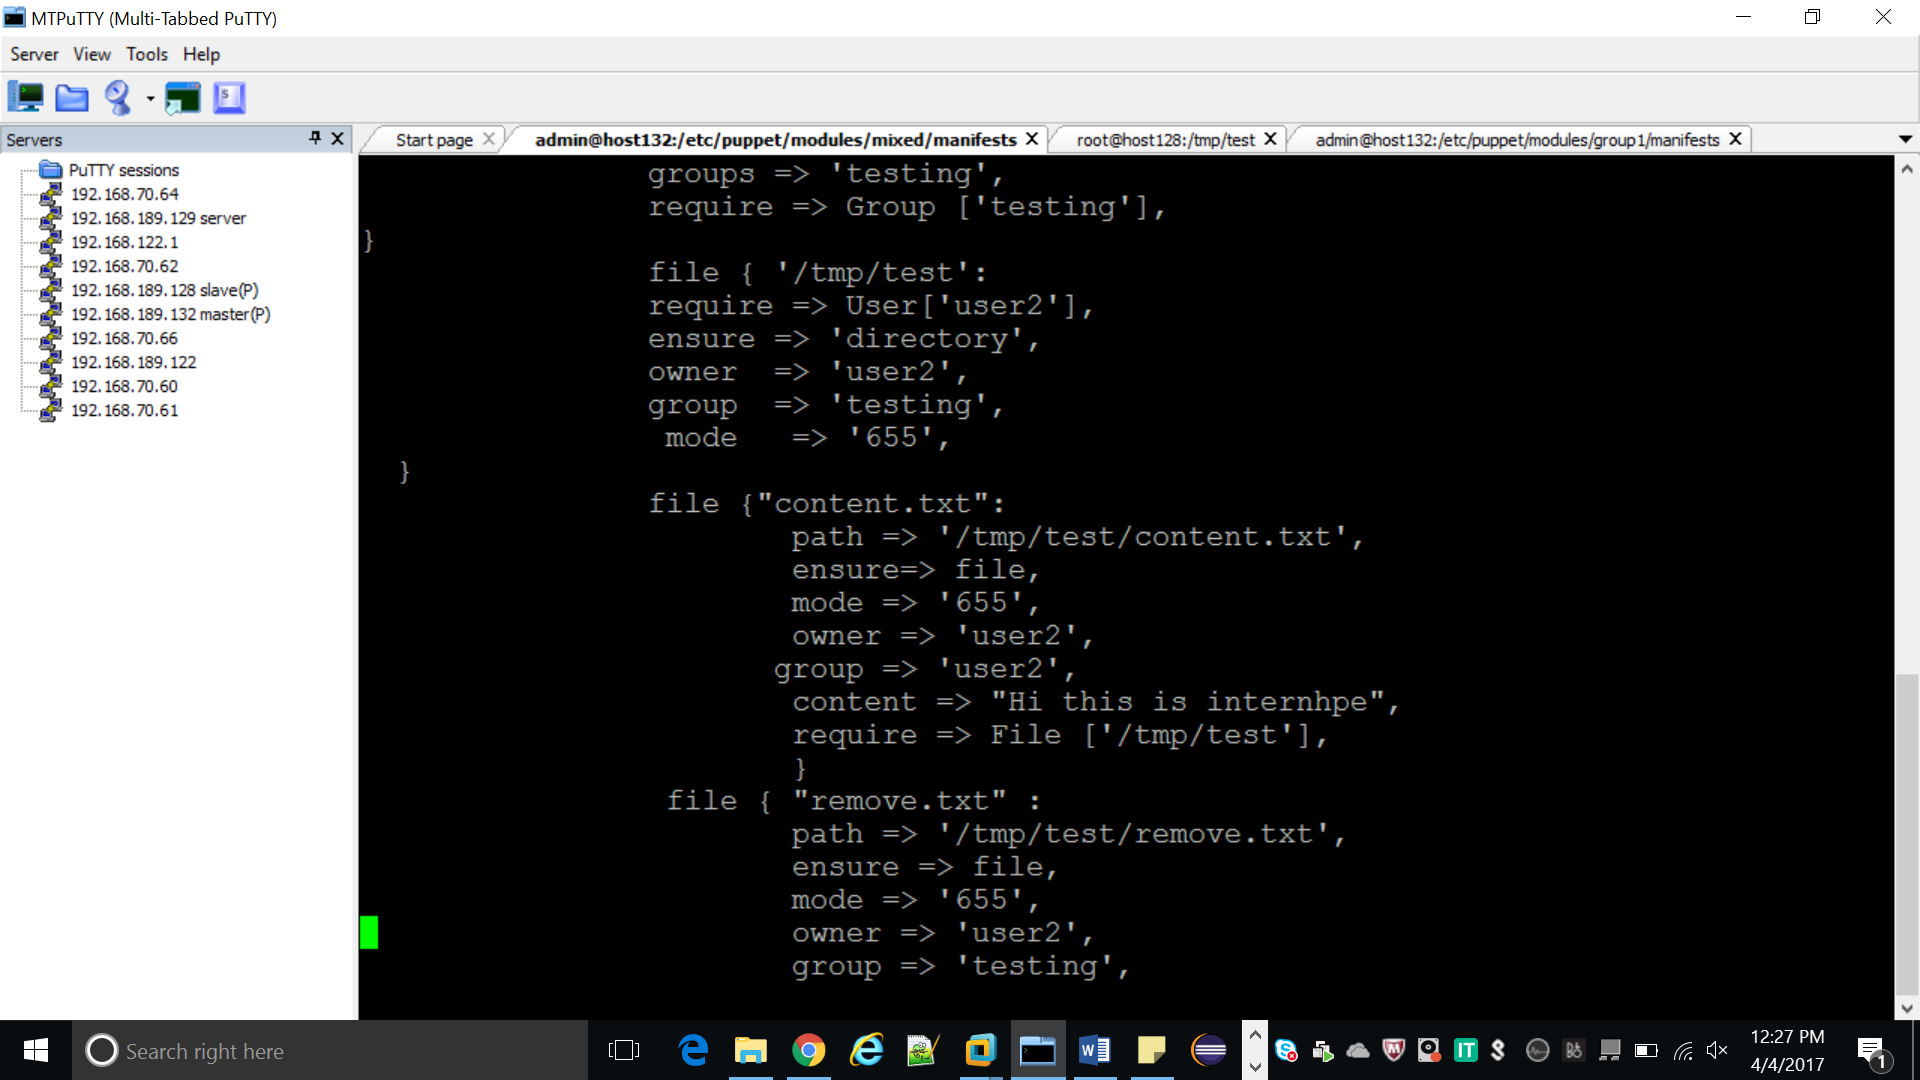 MTPuTTY (Multi-Tabbed PuTTY)
Server View Tools Help
Servers
PuTTY sessions
192.168.70.64
192.168.189.129 server
192.168.122.1
192.168.70.62
192.168.189.128 slave(P)
192.168.189.132 master(P)
192.168.70.66
192.168.189.122
192.168.70.60
192.168.70.61
Start page admin@host132:/etc/puppet/modules/mixed/manifests root@host128:/tmp/test admin@host132:/etc/puppet/modules/group1/manifests
groups => 'testing',
require => Group ['testing'],
}
file { '/tmp/test':
require => User['user2'],
ensure => 'directory',
owner => 'user2',
group => 'testing',
mode => '655',
}
file {"content.txt":
path => '/tmp/test/content.txt',
ensure=> file,
mode => '655',
owner => 'user2',
group => 'user2',
content => "Hi this is internhpe",
require => File ['/tmp/test'],
}
file { "remove.txt" :
path => '/tmp/test/remove.txt',
ensure => file,
mode => '655',
owner => 'user2',
group => 'testing',
Search right here
12:27 PM
4/4/2017
1